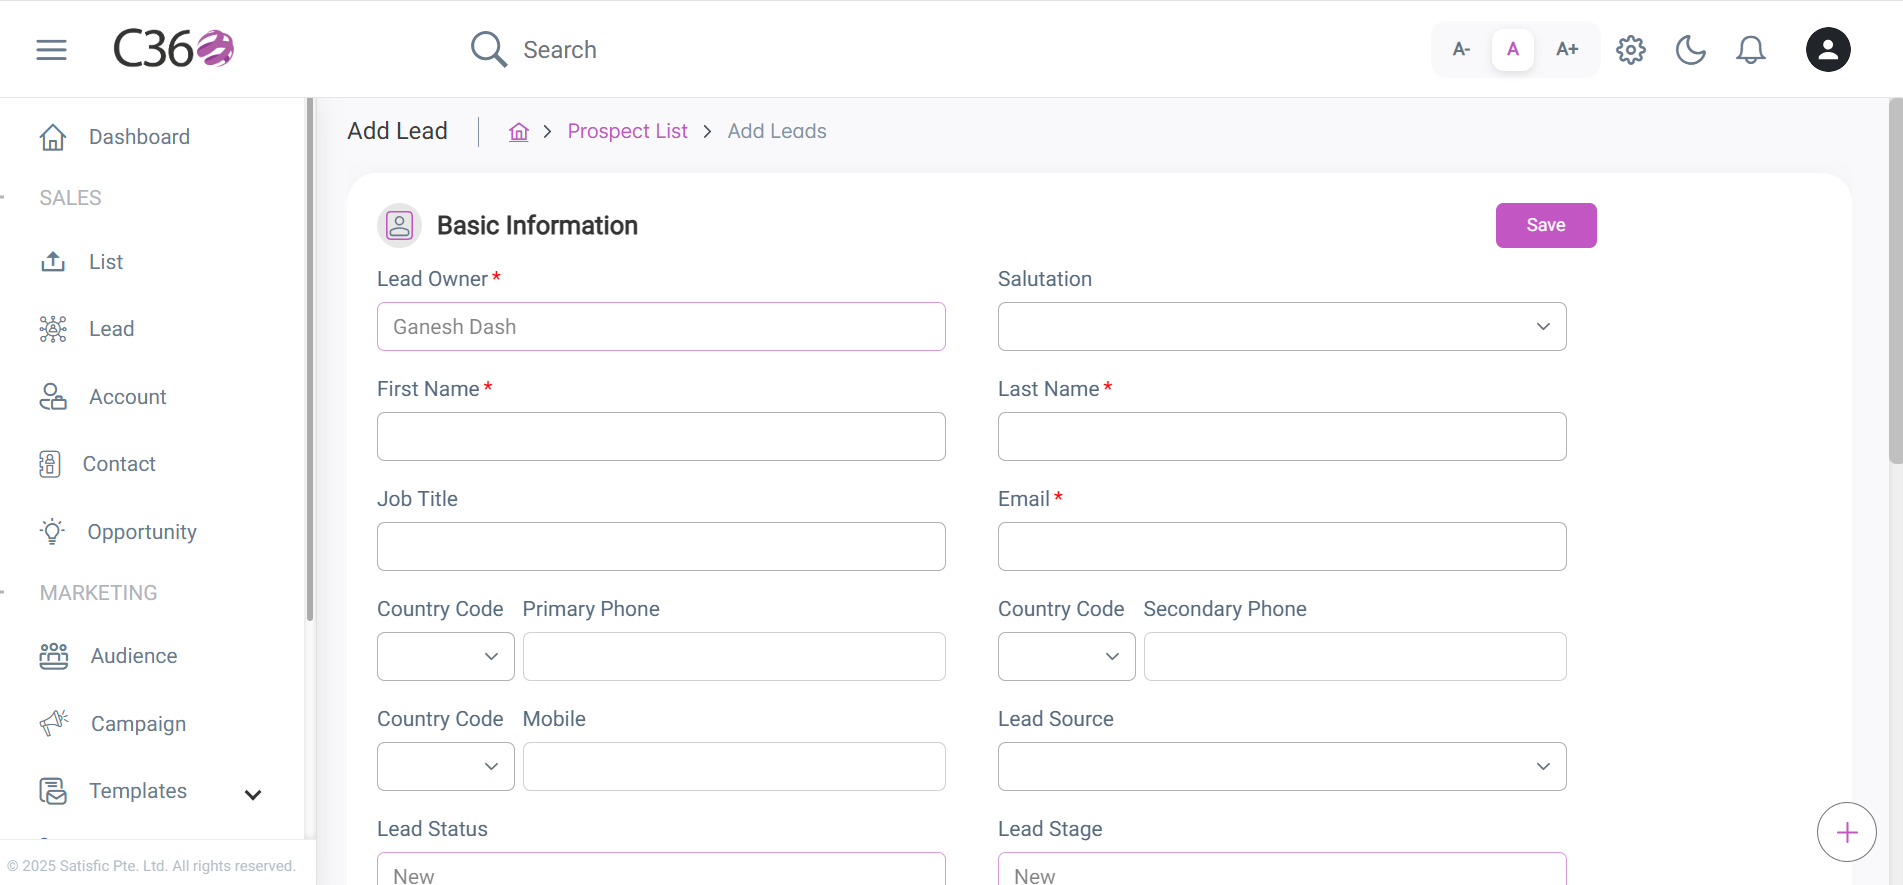 C360
Search
A- A A+
Dashboard
SALES
List
Lead
Account
Contact
Opportunity
MARKETING
Audience
Campaign
Templates
© 2025 Satisfic Pte. Ltd. All rights reserved.
Add Lead > Prospect List > Add Leads
Basic Information
Save
Lead Owner *
Ganesh Dash
Salutation
First Name *
Last Name *
Job Title
Email *
Country Code Primary Phone
Country Code Secondary Phone
Country Code Mobile
Lead Source
Lead Status
New
Lead Stage
New